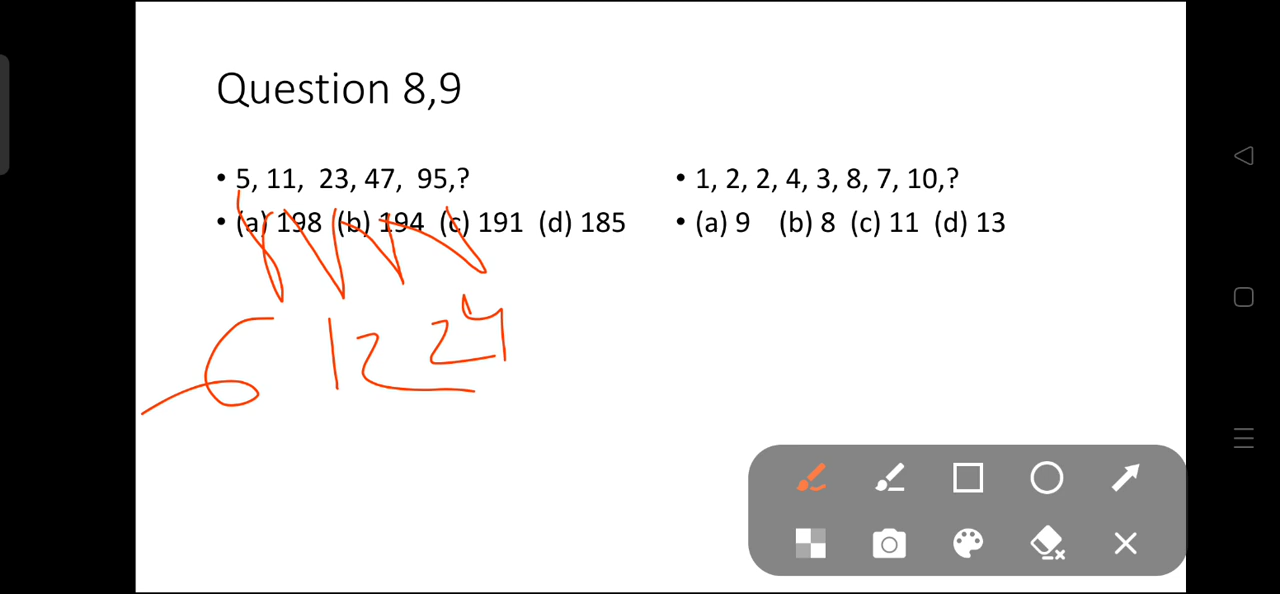 Question 8,9
• 5, 11, 23, 47, 95,?
• (a) 198 (b) 194 (c) 191 (d) 185
• 1, 2, 2, 4, 3, 8, 7, 10,?
• (a) 9 (b) 8 (c) 11 (d) 13
6 12 24